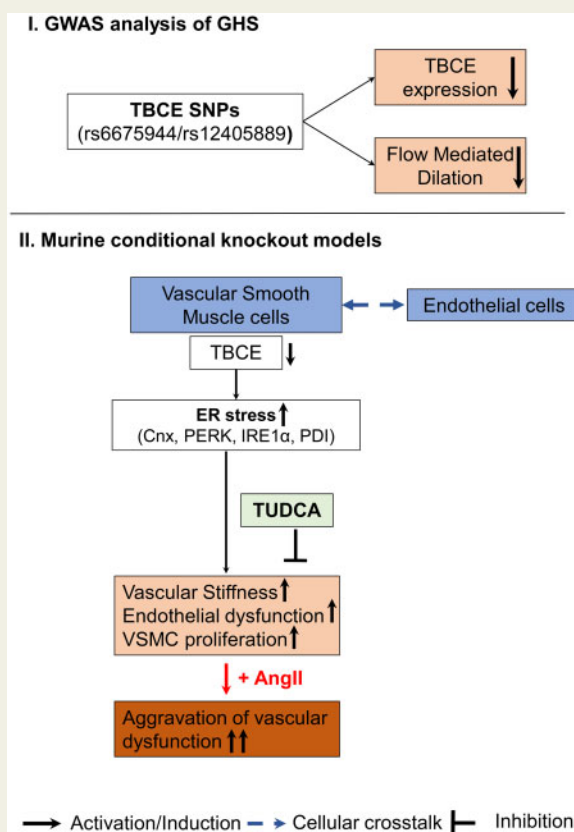 I. GWAS analysis of GHS
TBCE SNPs
(rs6675944/rs12405889)
TBCE
expression
Flow Mediated
Dilation
II. Murine conditional knockout models
Vascular Smooth
Muscle cells
Endothelial cells
TBCE
ER stress
(Cnx, PERK, IRE1α, PDI)
TUDCA
Vascular Stiffness
Endothelial dysfunction
VSMC proliferation
+ AngII
Aggravation of vascular
dysfunction
Activation/Induction
Cellular crosstalk
Inhibition